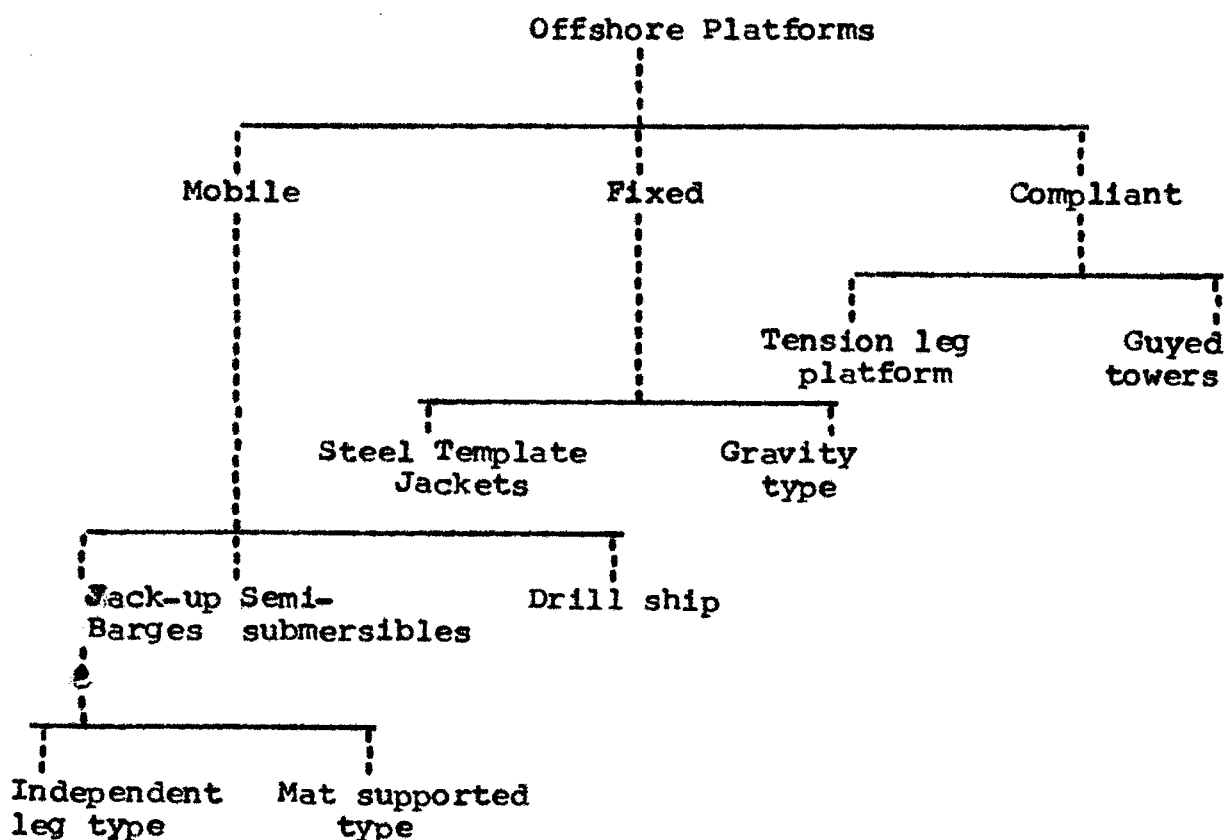 Offshore Platforms
Mobile
Fixed
Compliant
Tension leg
platform
Guyed
towers
Steel Template
Jackets
Gravity
type
Jack-up
Barges
Semi-
submersibles
Drill ship
Independent
leg type
Mat supported
type